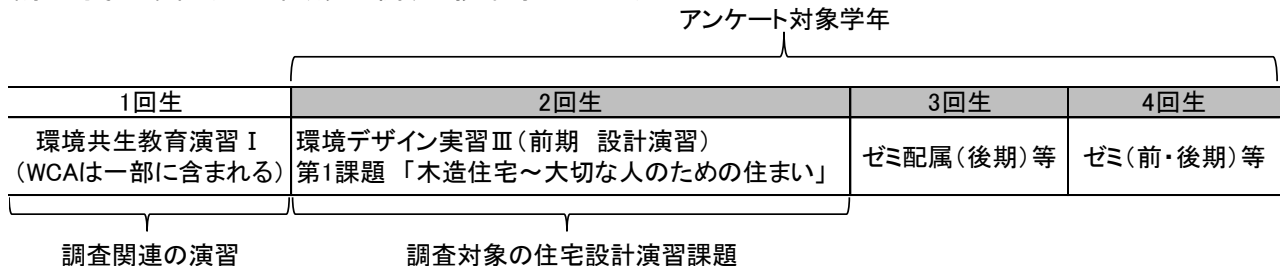 アンケート対象学年
1回生 2回生 3回生 4回生
環境共生教育演習Ⅰ
(WCAは一部に含まれる)
環境デザイン実習Ⅲ(前期 設計演習)
第1課題 「木造住宅~大切な人のための住まい」
ゼミ配属(後期)等
ゼミ(前・後期)等
調査関連の演習
調査対象の住宅設計演習課題